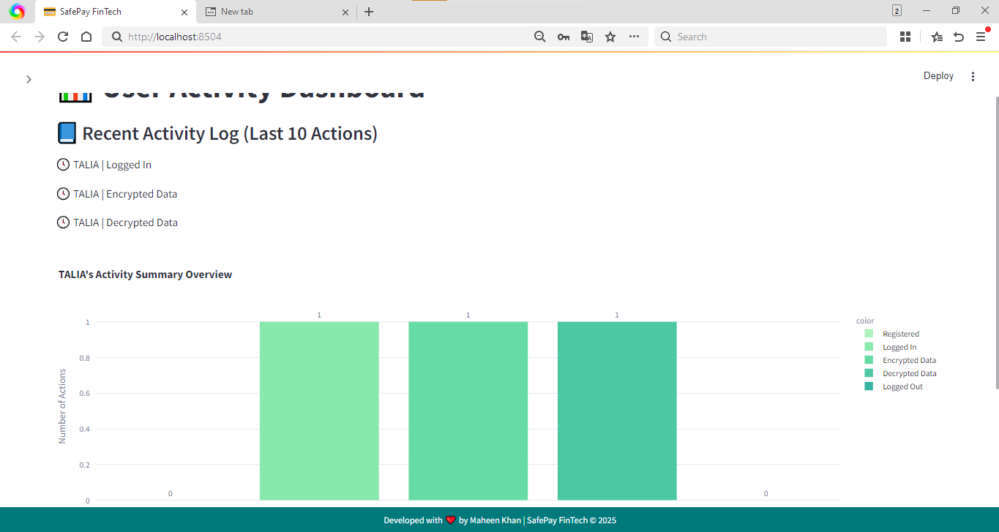 SafePay FinTech
New tab
2
http://localhost:8504
Search
Deploy
User Activity Dashboard
Recent Activity Log (Last 10 Actions)
TALIA | Logged In
TALIA | Encrypted Data
TALIA | Decrypted Data
TALIA's Activity Summary Overview
Number of Actions
1
0.8
0.6
0.4
0.2
0
0
1
1
1
0
color
Registered
Logged In
Encrypted Data
Decrypted Data
Logged Out
Developed with ❤️ by Maheen Khan | SafePay FinTech © 2025